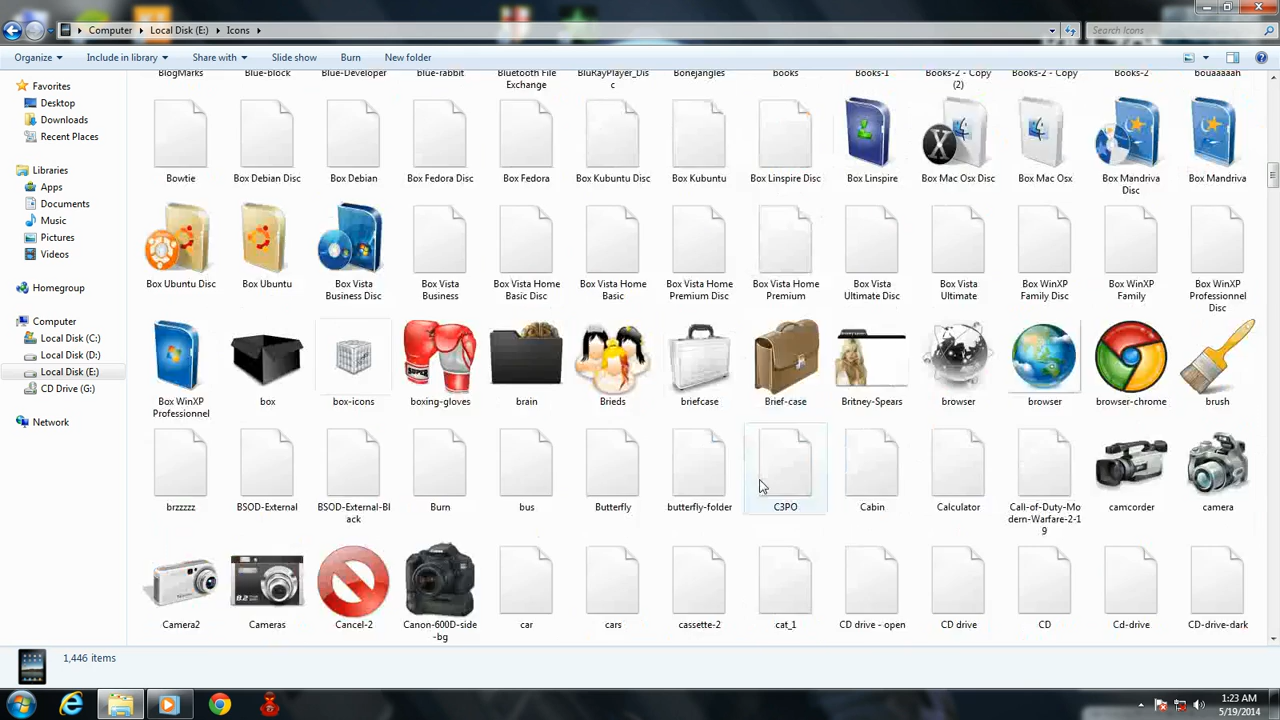 Computer Local Disk (E:) Icons Search Icons
Organize Include in library Share with Slide show Burn New folder
Favorites
Desktop
Downloads
Recent Places
Libraries
Apps
Documents
Music
Pictures
Videos
Homegroup
Computer
Local Disk (C:)
Local Disk (D:)
Local Disk (E:)
CD Drive (G:)
Network
BlogMarks Blue-Block Blue-Developer blue-rabbit Bluetooth File Exchange BluRayPlayer_Disc Bonejangles books Books-1 Books-2 - Copy (2) Books-2 - Copy Books-2 bouaaaaah
Bowtie Box Debian Disc Box Debian Box Fedora Disc Box Fedora Box Kubuntu Disc Box Kubuntu Box Linspire Disc Box Linspire Box Mac Osx Disc Box Mac Osx Box Mandriva Disc Box Mandriva
Box Ubuntu Disc Box Ubuntu Box Vista Business Disc Box Vista Business Box Vista Home Basic Disc Box Vista Home Basic Box Vista Home Premium Disc Box Vista Home Premium Box Vista Ultimate Disc Box Vista Ultimate Box WinXP Family Disc Box WinXP Family Box WinXP Professionnel Disc
Box WinXP Professionnel box box-icons boxing-gloves brain Brieds briefcase Brief-case Britney-Spears browser browser browser-chrome brush
brzzzzz BSOD-External BSOD-External-Black Burn bus Butterfly butterfly-folder C3PO Cabin Calculator Call-of-Duty-Modern-Warfare-2-19 camcorder camera
Camera2 Cameras Cancel-2 Canon-600D-side-bg car cars cassette-2 cat_1 CD drive - open CD drive CD Cd-drive CD-drive-dark
1,446 items
1:23 AM
5/19/2014